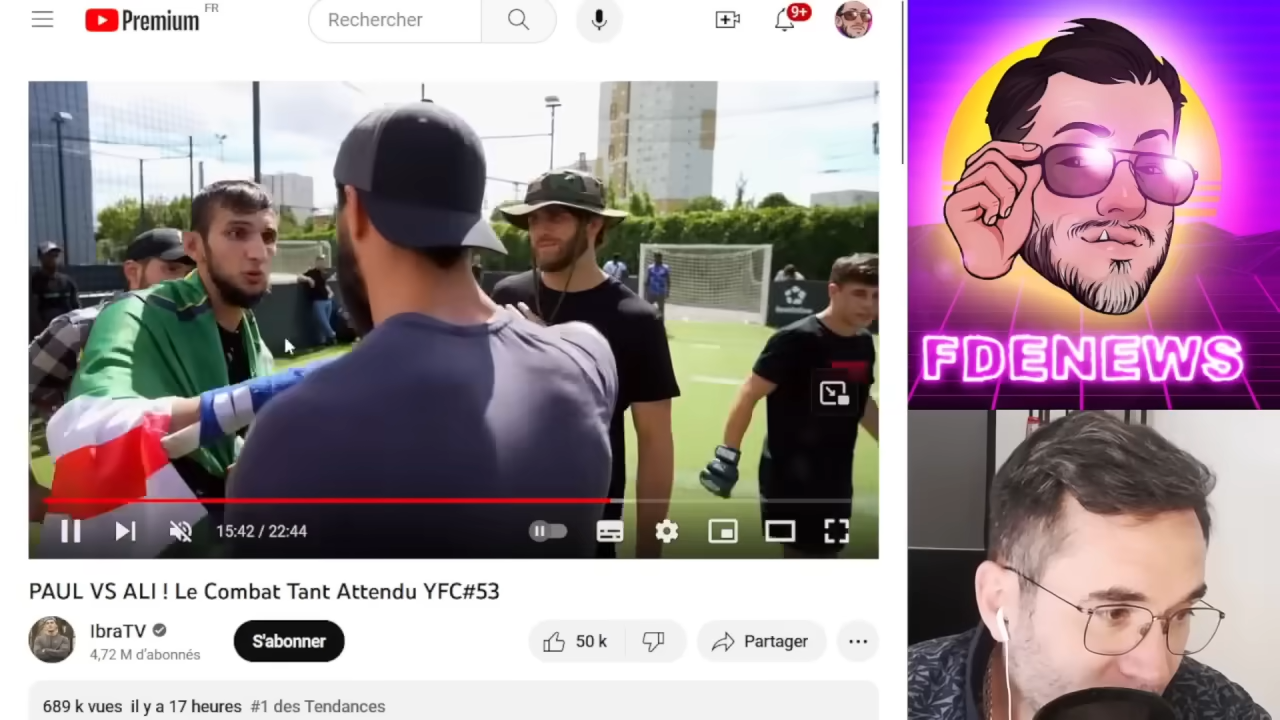 Premium FR
Rechercher
9+
15:42 / 22:44
PAUL VS ALI ! Le Combat Tant Attendu YFC#53
IbraTV
4,72 M d'abonnés
S'abonner
50 k
Partager
689 k vues il y a 17 heures #1 des Tendances
FDENEWS